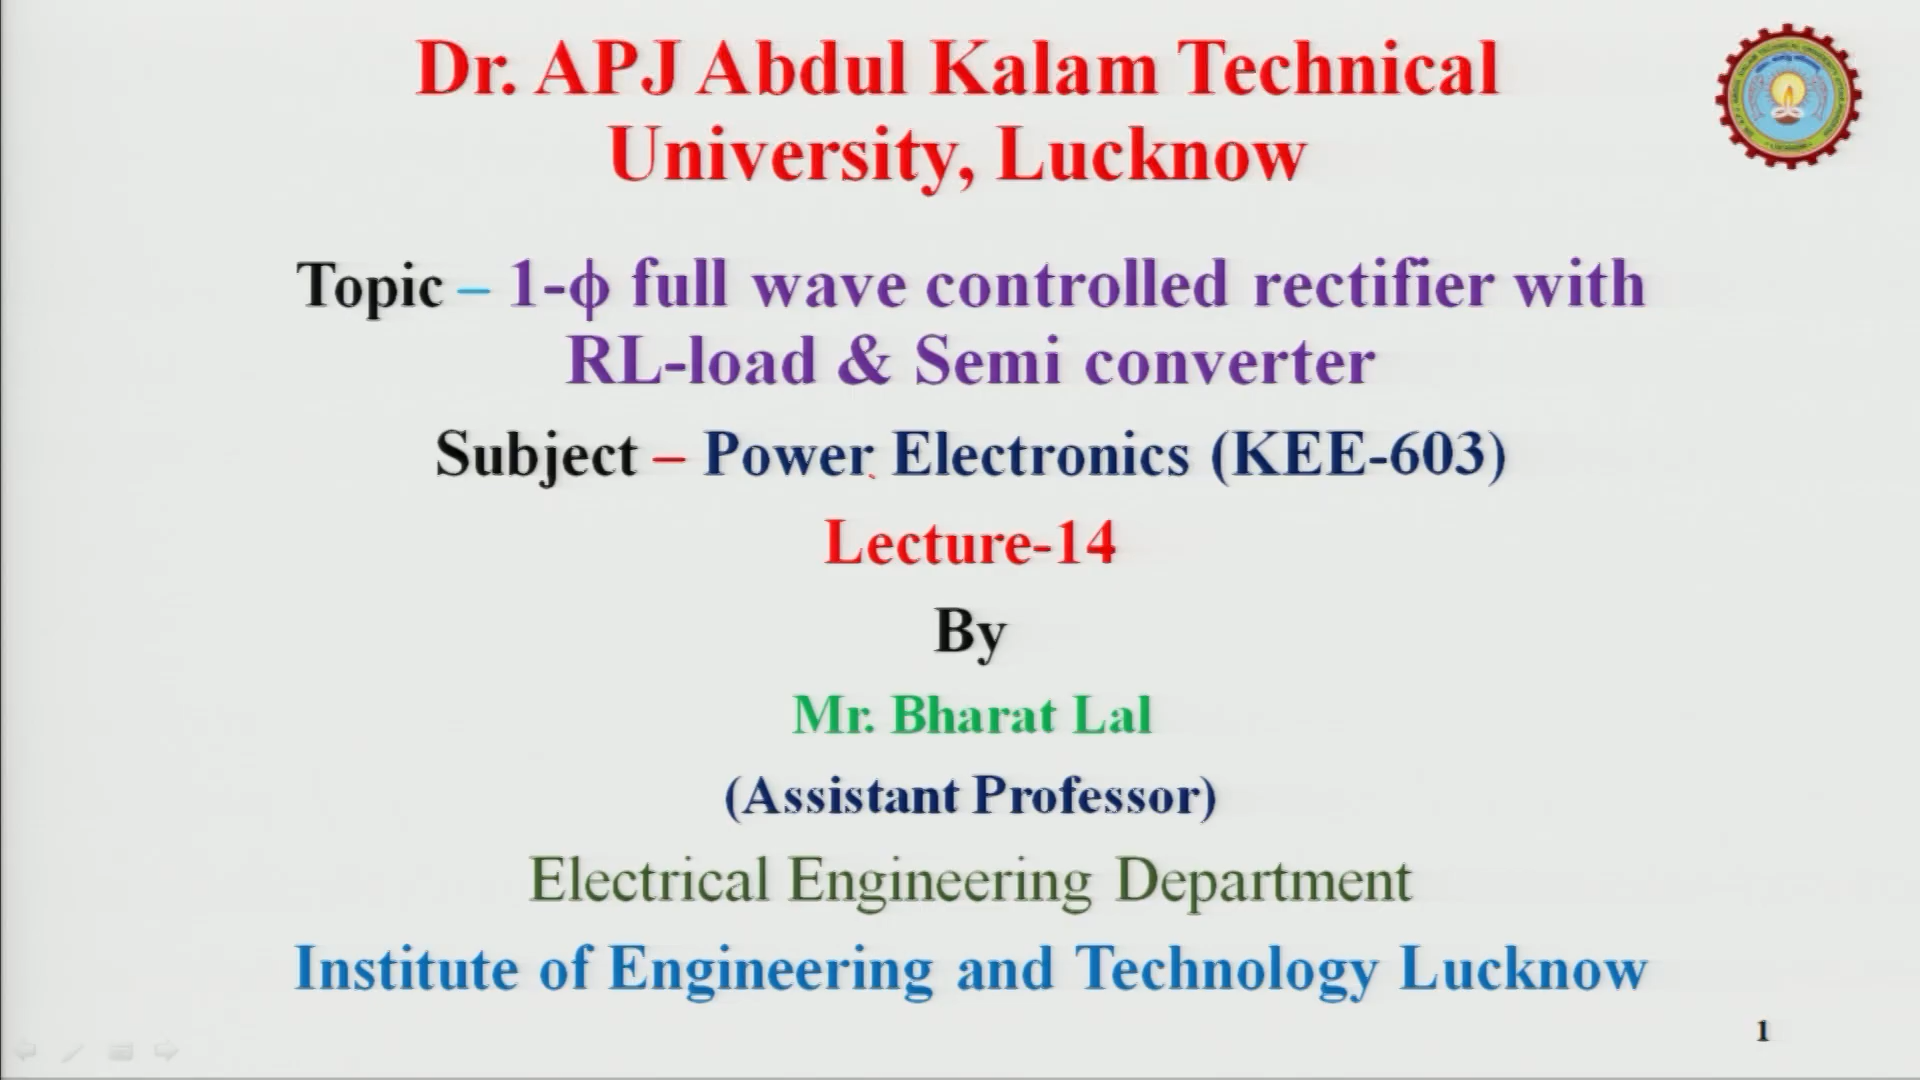 Dr. APJ Abdul Kalam Technical
University, Lucknow
Topic – 1-ϕ full wave controlled rectifier with
RL-load & Semi converter
Subject – Power Electronics (KEE-603)
Lecture-14
By
Mr. Bharat Lal
(Assistant Professor)
Electrical Engineering Department
Institute of Engineering and Technology Lucknow
1